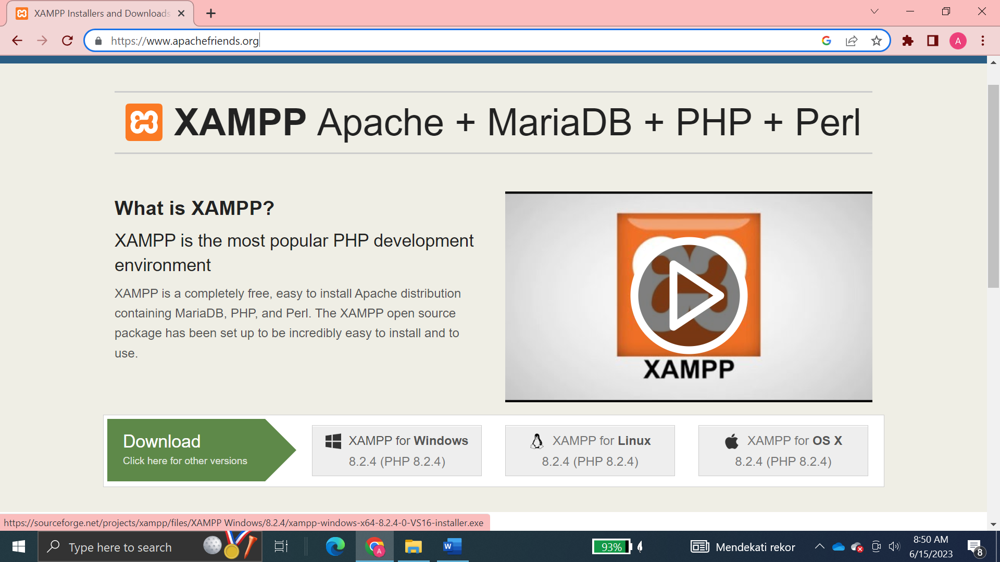 XAMPP Installers and Downloads
https://www.apachefriends.org
A
XAMPP Apache + MariaDB + PHP + Perl
What is XAMPP?
XAMPP is the most popular PHP development
environment
XAMPP is a completely free, easy to install Apache distribution
containing MariaDB, PHP, and Perl. The XAMPP open source
package has been set up to be incredibly easy to install and to
use.
XAMPP
Download
Click here for other versions
XAMPP for Windows
8.2.4 (PHP 8.2.4)
XAMPP for Linux
8.2.4 (PHP 8.2.4)
XAMPP for OS X
8.2.4 (PHP 8.2.4)
https://sourceforge.net/projects/xampp/files/XAMPP Windows/8.2.4/xampp-windows-x64-8.2.4-0-VS16-installer.exe
Type here to search
A
W
93%
Mendekati rekor
8:50 AM
6/15/2023
8